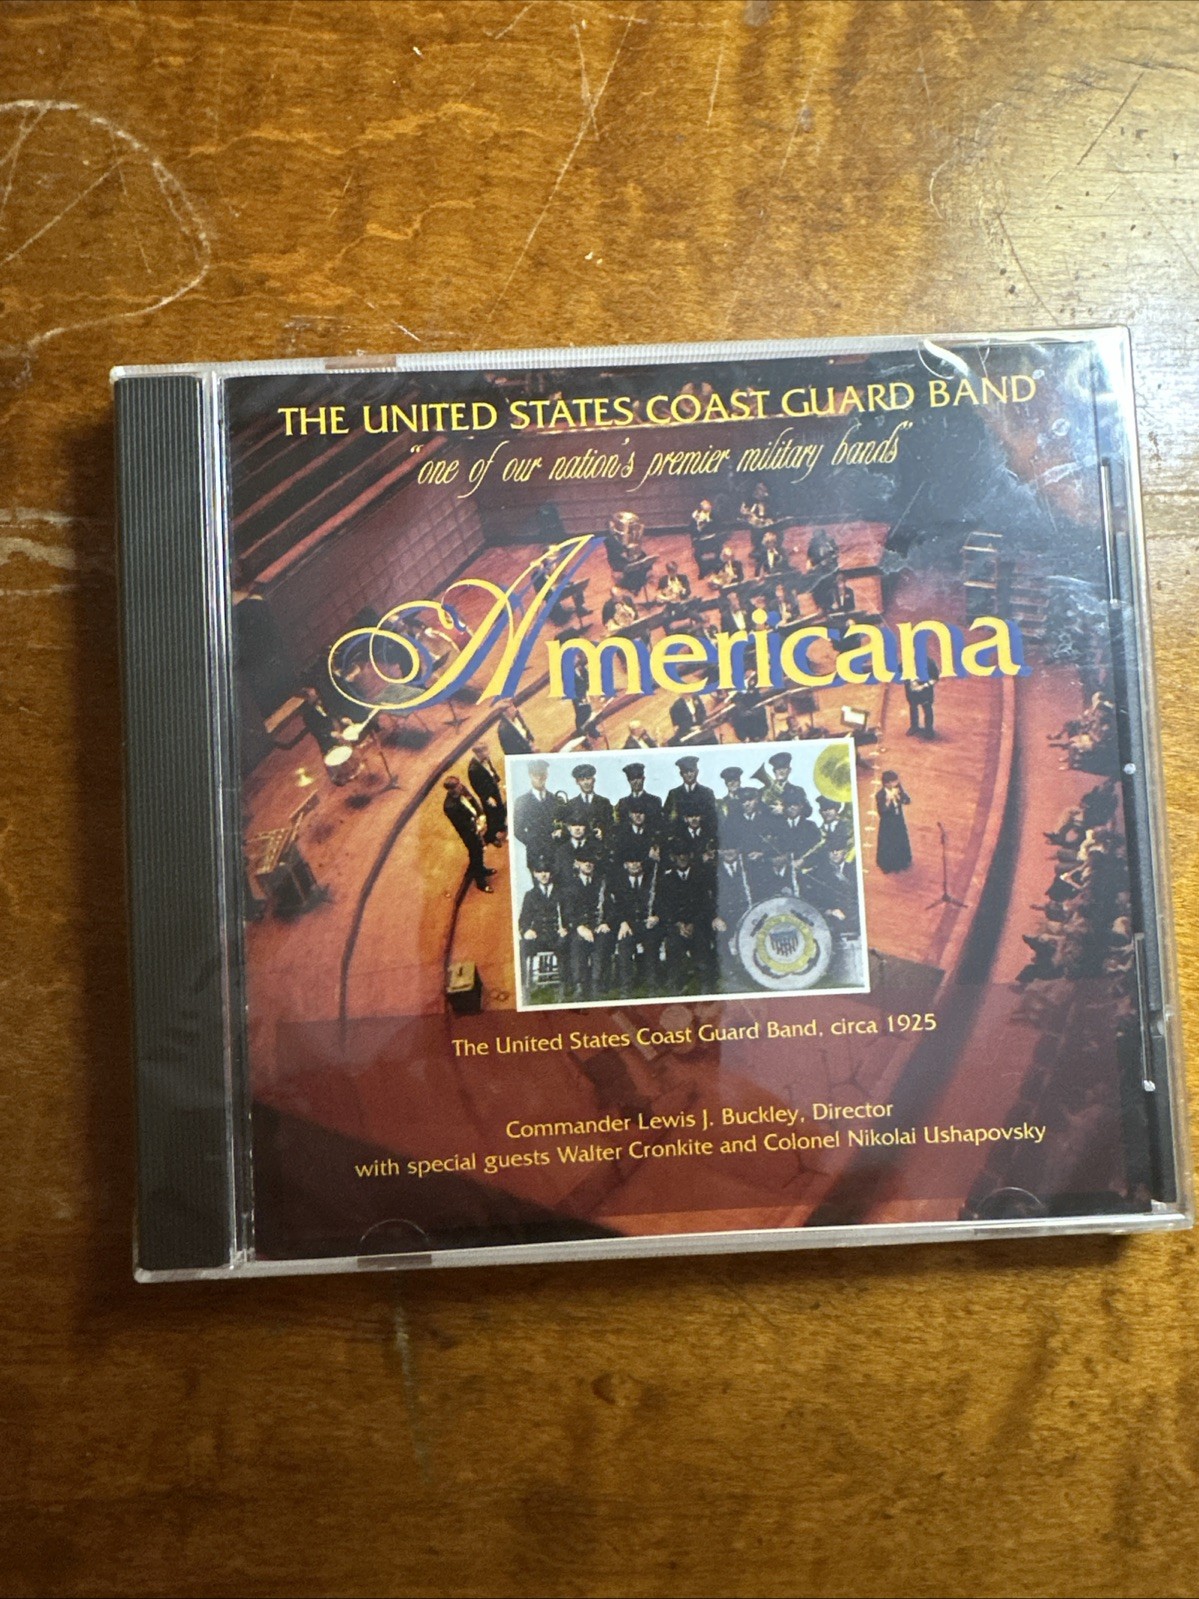 THE UNITED STATES COAST GUARD BAND
"one of our nation's premier military bands"
Americana
The United States Coast Guard Band, circa 1925
Commander Lewis J. Buckley, Director
with special guests Walter Cronkite and Colonel Nikolai Ushapovsky